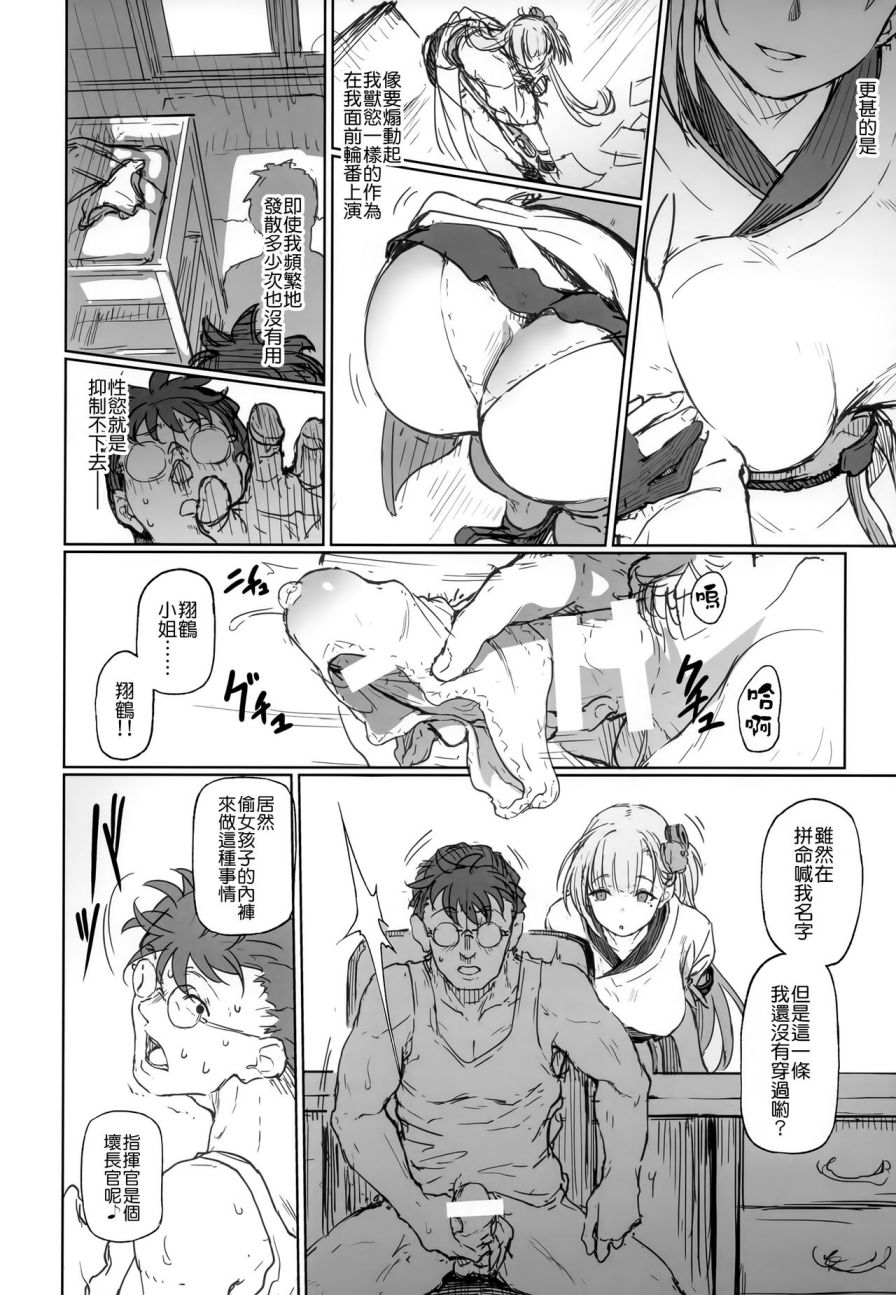 更甚的是
像要煽動起
我獸慾一樣的作為
在我面前輪番上演
即使我頻繁地
發散多少次也沒有用
性慾就是
抑制不下去——
嗚
哈啊
ニチュ
グチュ
クチュ
翔鶴
小姐……
翔鶴!!
雖然在
拼命喊我名字
但是這一條
我還沒有穿過喲?
居然
偷女孩子的內褲
來做這種事情
指揮官是個
壞長官呢♪